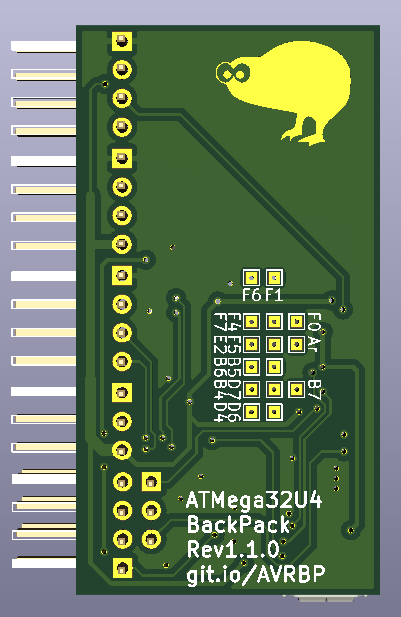 F6 F1
F7 F4 F0
E2 F5 Ar
B6 B5
B4 D7 B7
D4 D6
ATMega32U4
BackPack
Rev1.1.0
git.io/AVRBP